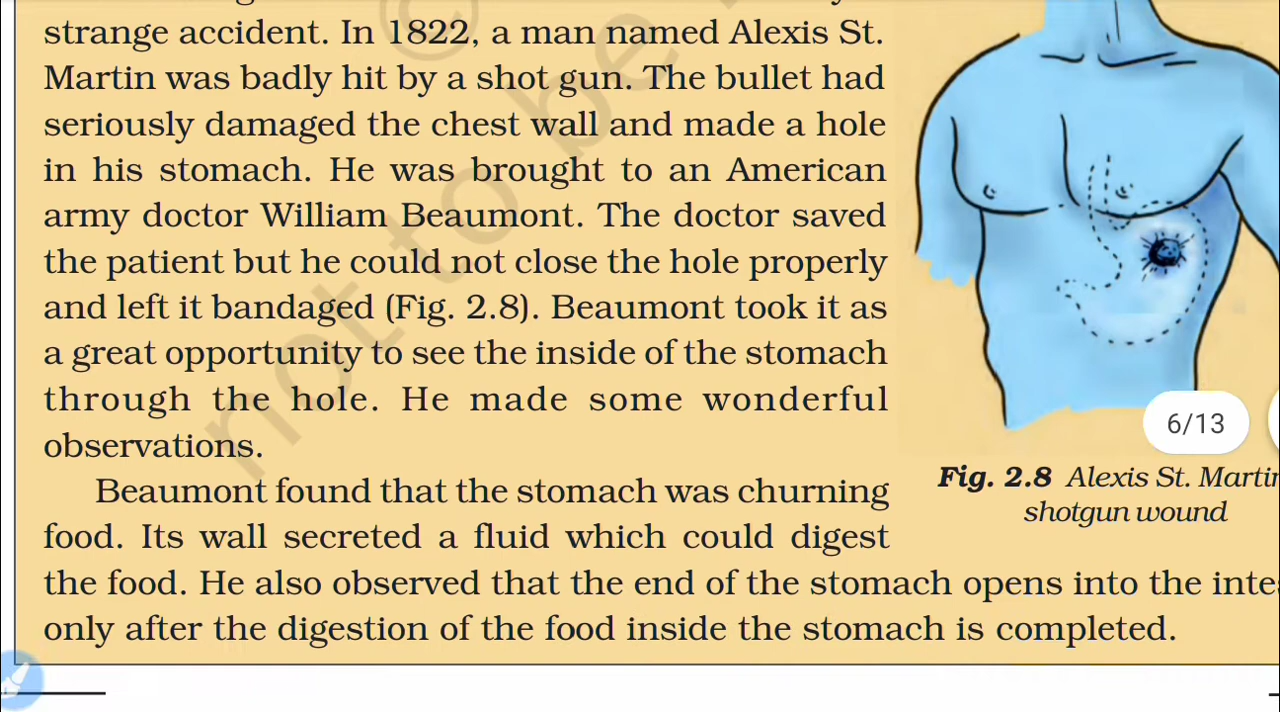 strange accident. In 1822, a man named Alexis St.
Martin was badly hit by a shot gun. The bullet had
seriously damaged the chest wall and made a hole
in his stomach. He was brought to an American
army doctor William Beaumont. The doctor saved
the patient but he could not close the hole properly
and left it bandaged (Fig. 2.8). Beaumont took it as
a great opportunity to see the inside of the stomach
through the hole. He made some wonderful
observations.
Beaumont found that the stomach was churning
food. Its wall secreted a fluid which could digest
the food. He also observed that the end of the stomach opens into the inte
only after the digestion of the food inside the stomach is completed.
Fig. 2.8 Alexis St. Martin
shotgun wound
6/13
© not to be